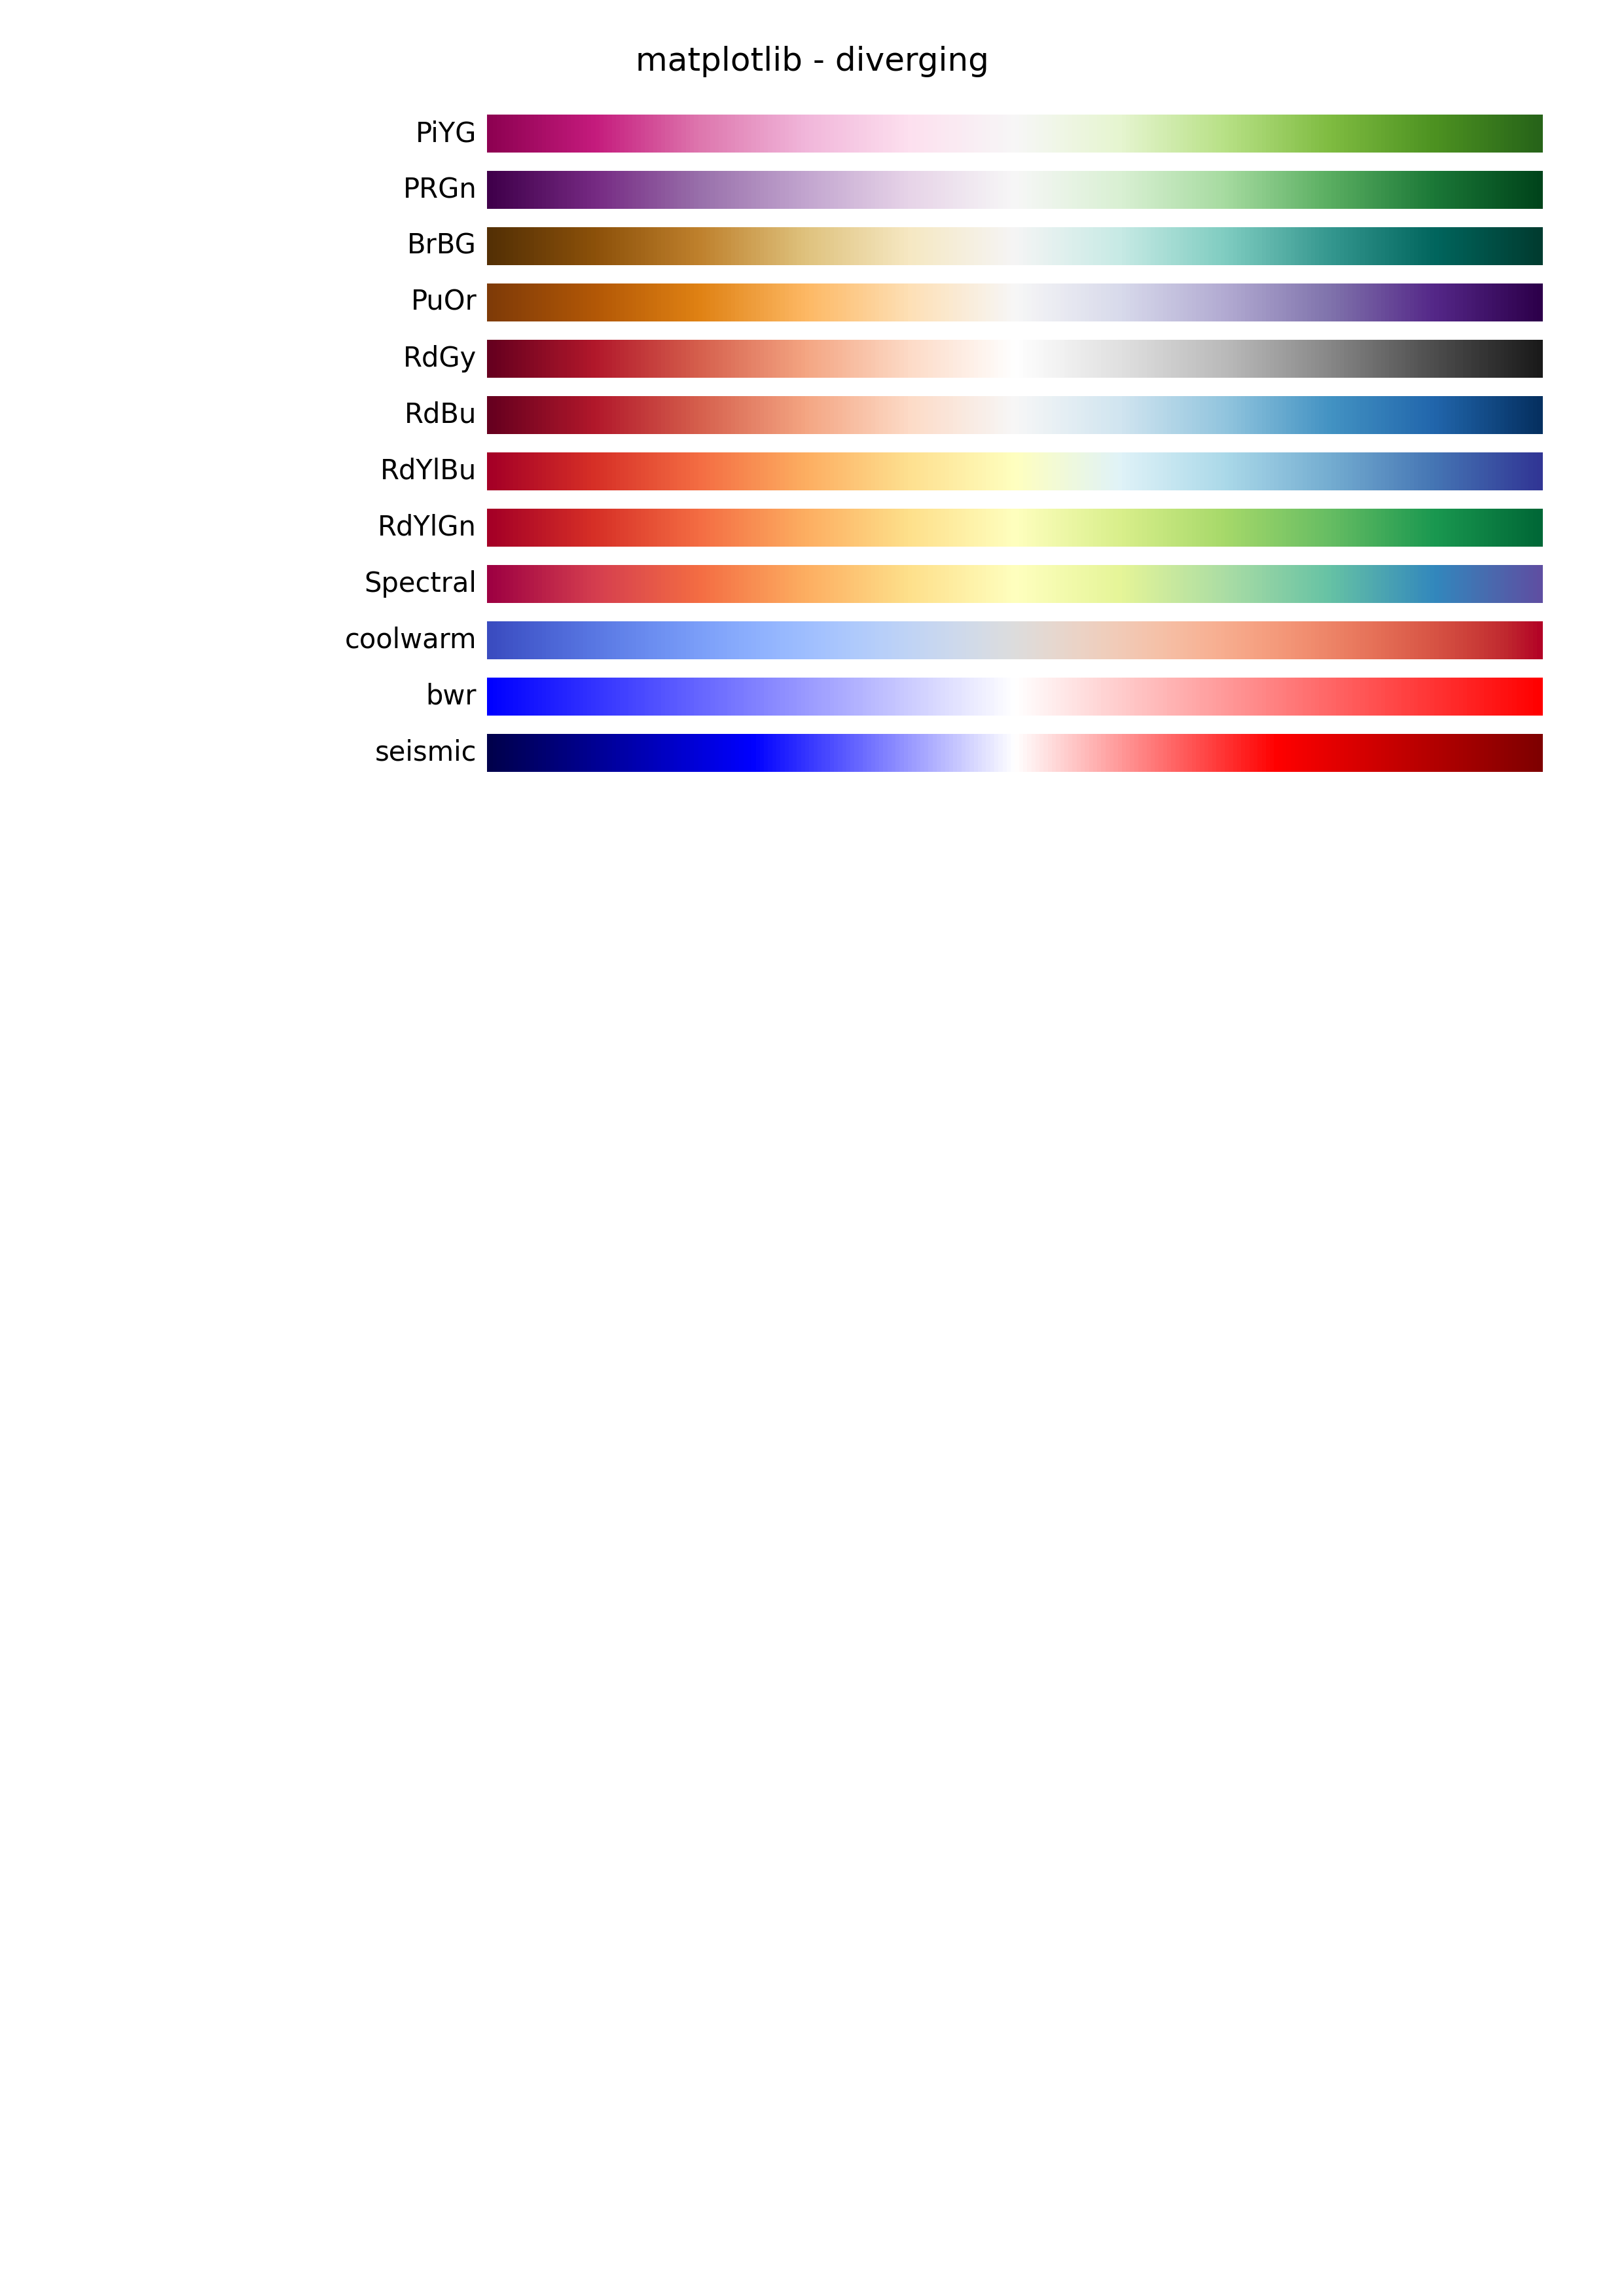 matplotlib - diverging
PiYG
PRGn
BrBG
PuOr
RdGy
RdBu
RdYlBu
RdYlGn
Spectral
coolwarm
bwr
seismic